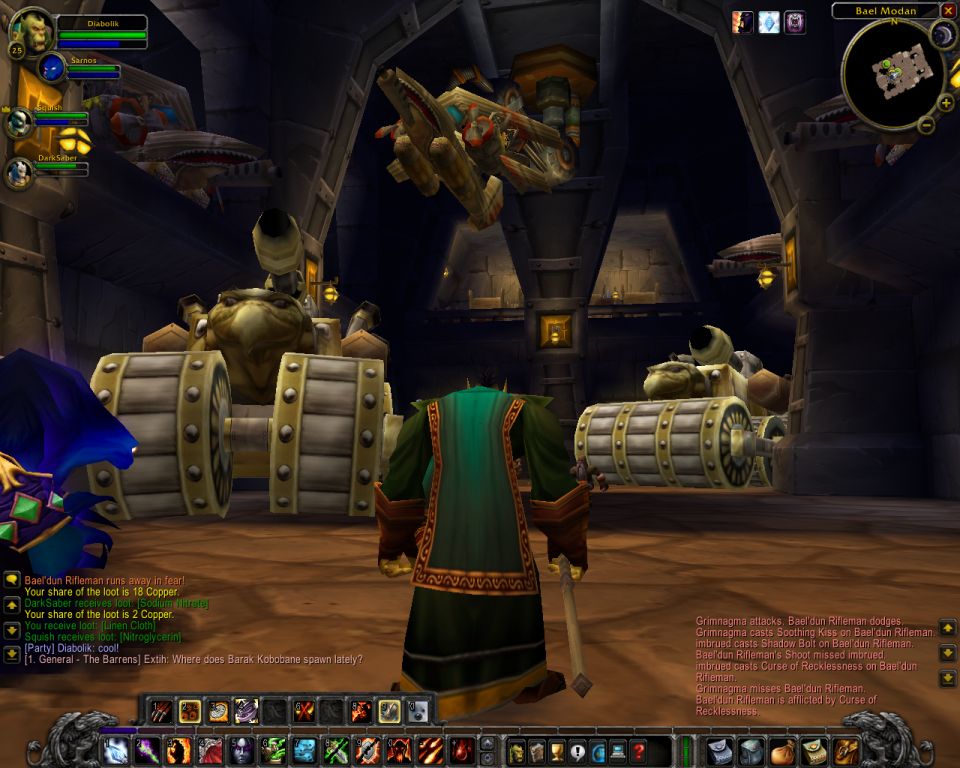 Diabolik
25
Sarnos
Squish
DarkSaber
Bael Modan
N
Bael'dun Rifleman runs away in fear!
Your share of the loot is 18 Copper.
DarkSaber receives loot: [Sodium Nitrate]
Your share of the loot is 2 Copper.
You receive loot: [Linen Cloth]
Squish receives loot: [Nitroglycerin]
[Party] Diabolik: cool!
[1. General - The Barrens] Extih: Where does Barak Kobobane spawn lately?
Grimnagma attacks. Bael'dun Rifleman dodges.
Grimnagma casts Soothing Kiss on Bael'dun Rifleman.
imbrued casts Shadow Bolt on Bael'dun Rifleman.
Bael'dun Rifleman's Shoot missed imbrued
imbrued casts Curse of Recklessness on Bael'dun
Rifleman.
Grimnagma misses Bael'dun Rifleman.
Bael'dun Rifleman is afflicted by Curse of
Recklessness.